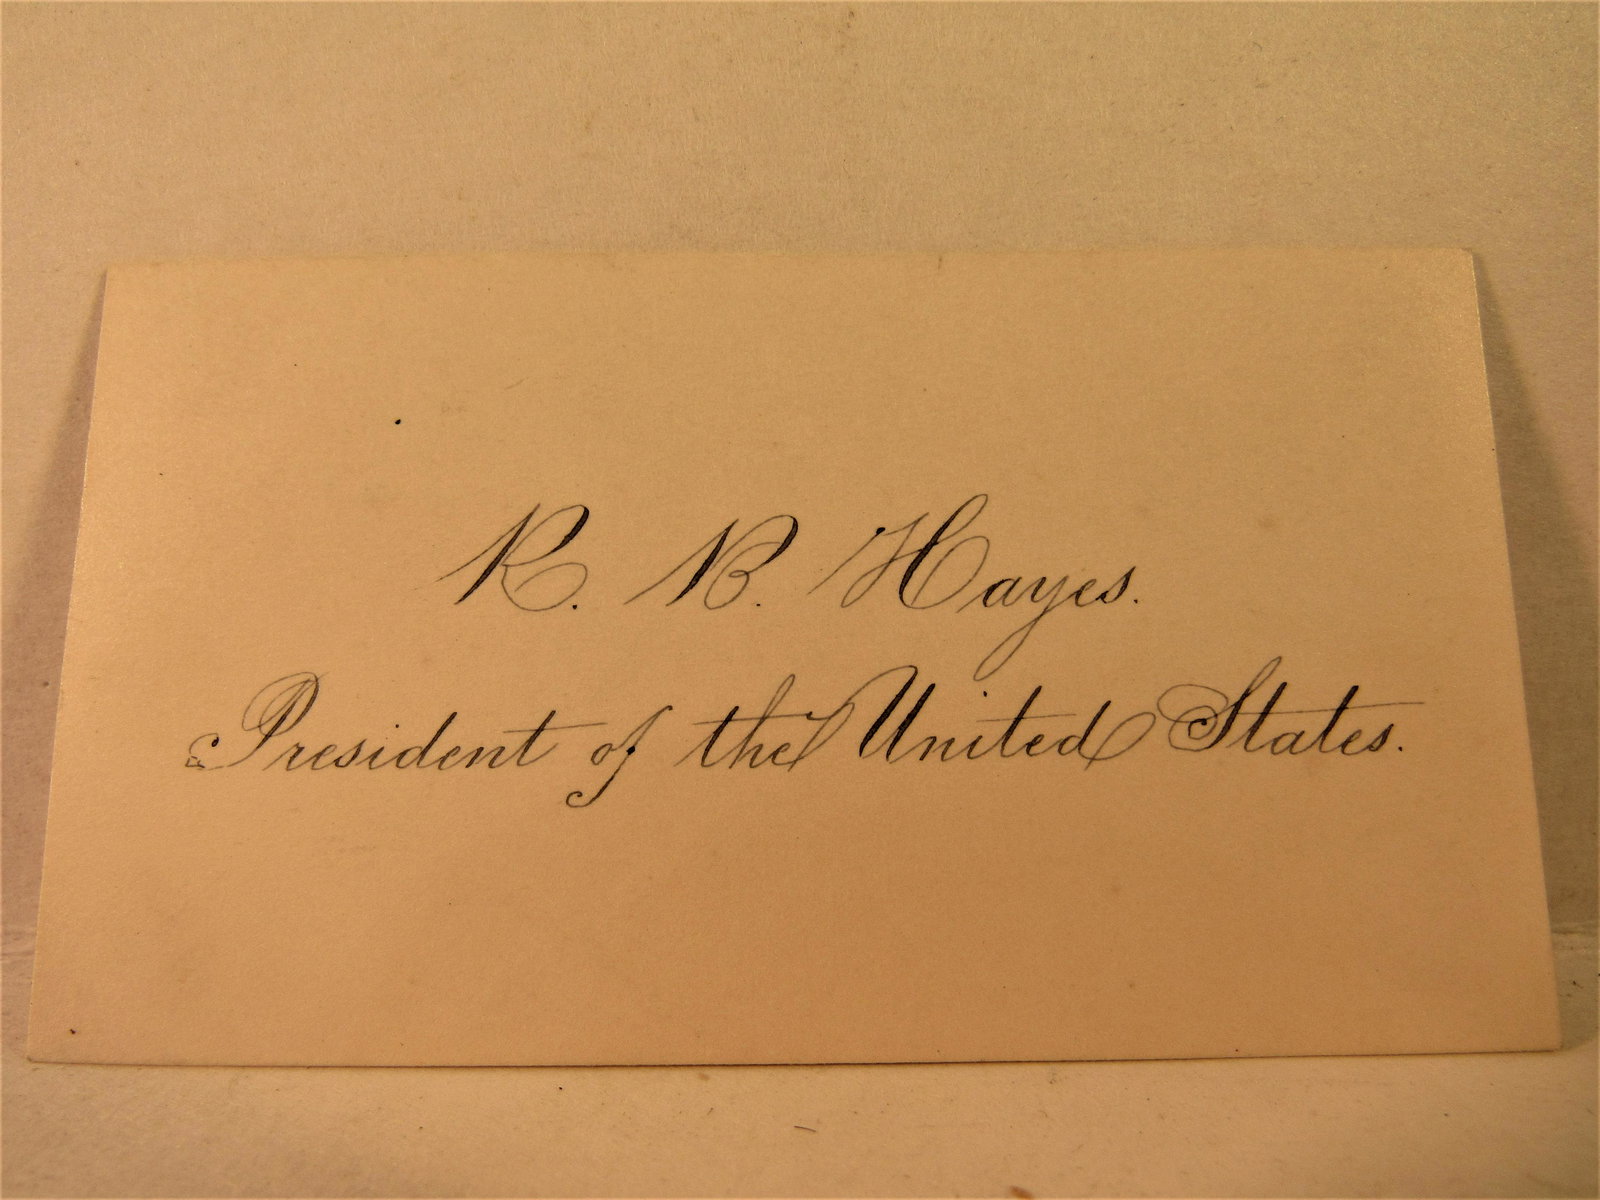 R. B. Hayes.
President of the United States.